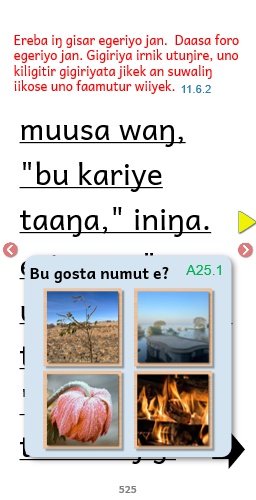 Ereba iŋ gisar egeriyo jan. Daasa foro
egeriyo jan. Gigiriya irnik utuŋire, uno
kiligitir gigiriyata jikek an suwaliŋ
iikose uno faamutur wiiyek. 11.6.2
muusa waŋ,
"bu kariye
taaŋa," iniŋa.
Bu gosta numut e? A25.1
525